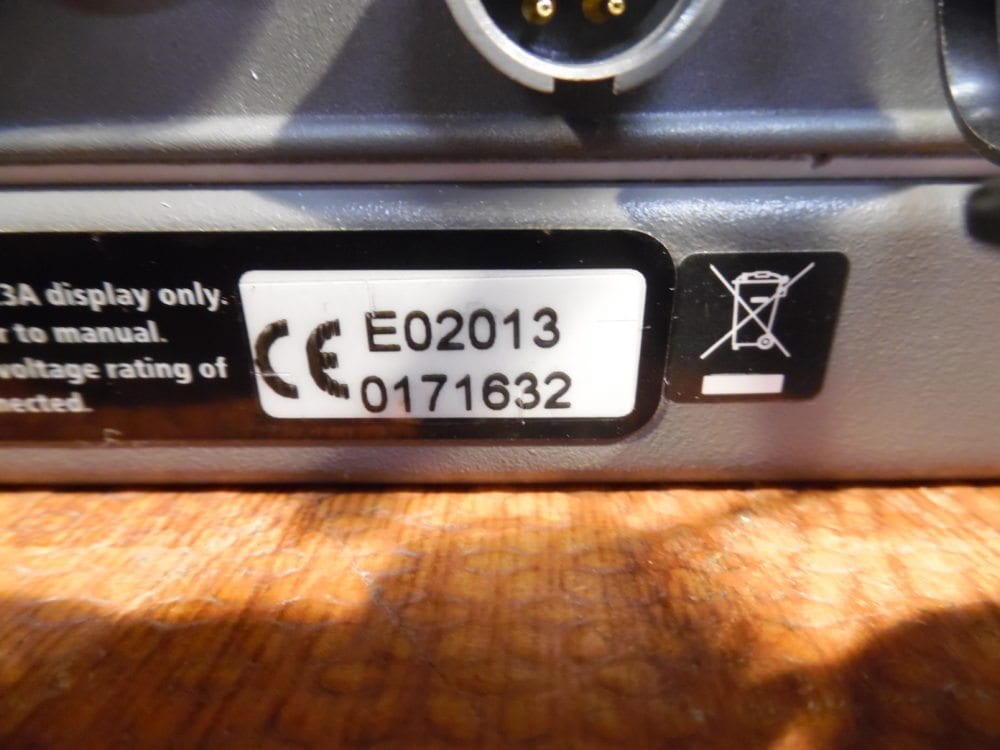 3A display only.
r to manual.
voltage rating of
nected.
CE E02013
0171632